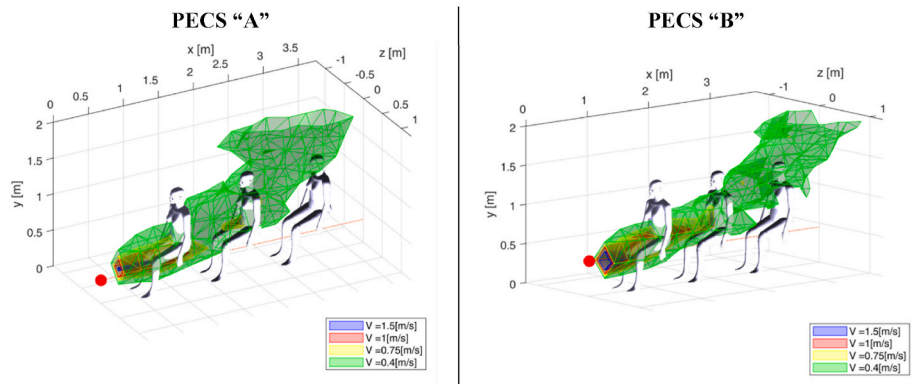 PECS “A”
x [m]
z [m]
0
0.5
1
1.5
2
2.5
3
3.5
-1
-0.5
0
0.5
1
y [m]
2
1.5
1
0.5
0
V =1.5[m/s]
V =1[m/s]
V =0.75[m/s]
V =0.4[m/s]
PECS “B”
x [m]
z [m]
0
1
2
3
-1
0
1
y [m]
2
1.5
1
0.5
0
V =1.5[m/s]
V =1[m/s]
V =0.75[m/s]
V =0.4[m/s]